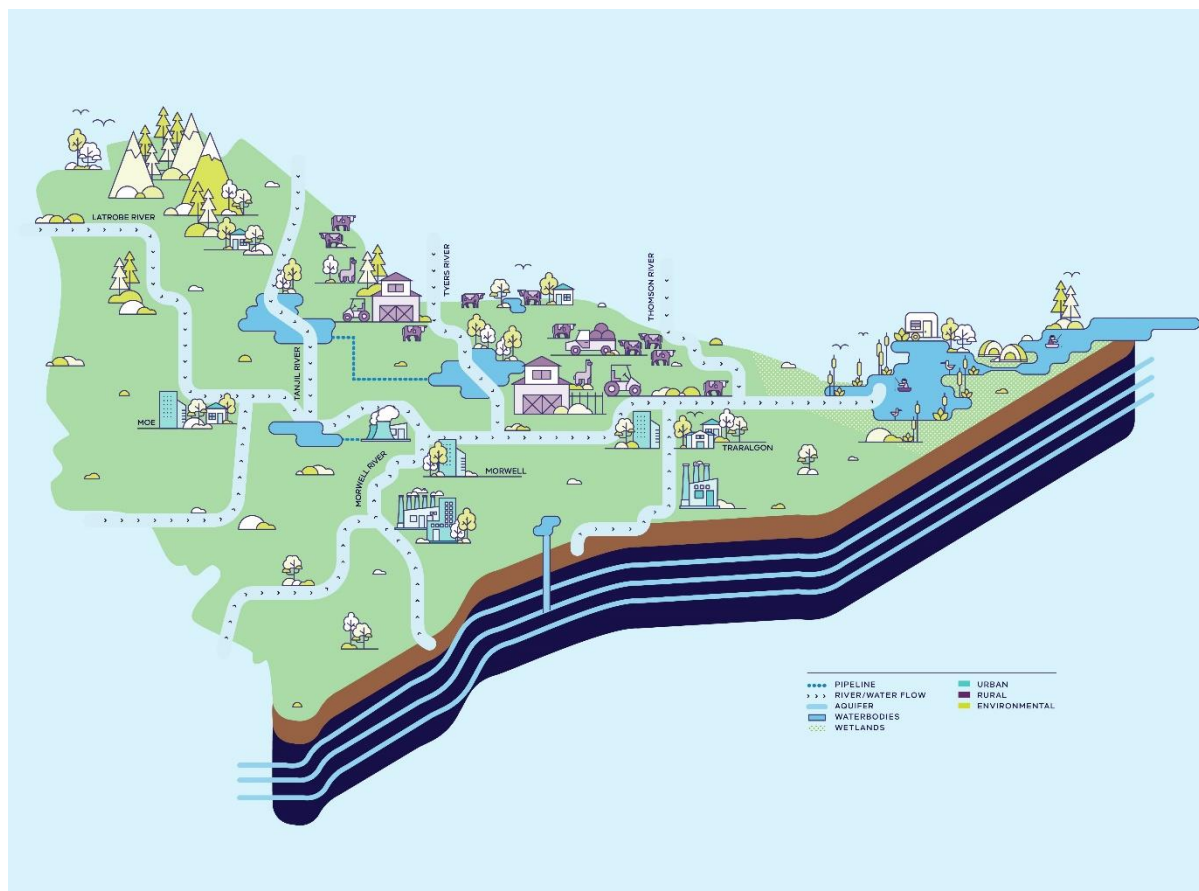 LATROBE RIVER
TANJIL RIVER
TYERS RIVER
THOMSON RIVER
MOE
MORWELL RIVER
MORWELL
TRARALGON
PIPELINE
RIVER/WATER FLOW
AQUIFER
WATERBODIES
WETLANDS
URBAN
RURAL
ENVIRONMENTAL